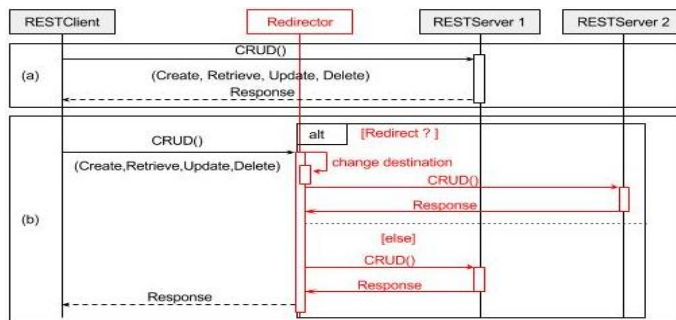 RESTClient
Redirector
RESTServer 1
RESTServer 2
(a)
CRUD()
(Create, Retrieve, Update, Delete)
Response
(b)
alt
[Redirect ? ]
CRUD()
(Create,Retrieve,Update,Delete)
change destination
CRUD()
Response
[else]
CRUD()
Response
Response